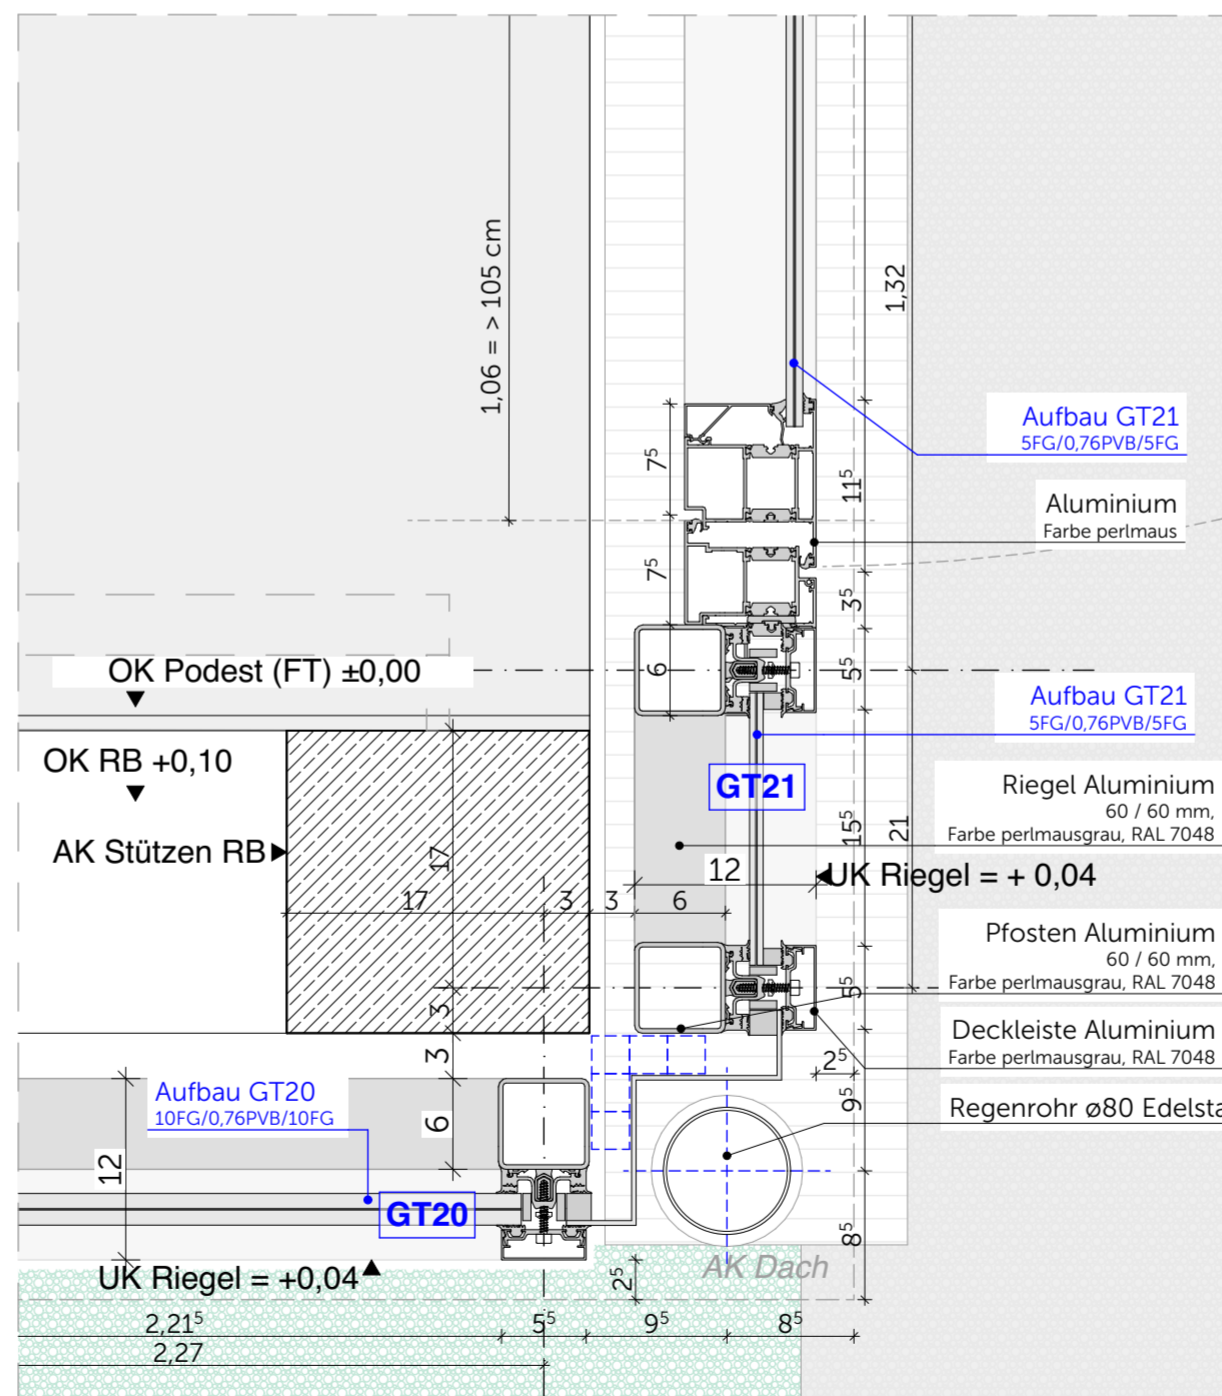 1,06 = > 105 cm
1,32
Aufbau GT21
5FG/0,76PVB/5FG
7⁵
11⁵
Aluminium
Farbe perlmaus
7⁵
3⁵
OK Podest (FT) ±0,00
6
5⁵
Aufbau GT21
5FG/0,76PVB/5FG
OK RB +0,10
GT21
Riegel Aluminium
60 / 60 mm,
Farbe perlmausgrau, RAL 7048
AK Stützen RB
17
15⁵
21
12
UK Riegel = + 0,04
17
3
3
6
Pfosten Aluminium
60 / 60 mm,
Farbe perlmausgrau, RAL 7048
5⁵
3
Deckleiste Aluminium
Farbe perlmausgrau, RAL 7048
3
2⁵
Aufbau GT20
10FG/0,76PVB/10FG
6
9⁵
Regenrohr ø80 Edelsta
12
GT20
8⁵
UK Riegel = +0,04
2⁵
AK Dach
2,21⁵
5⁵
9⁵
8⁵
2,27